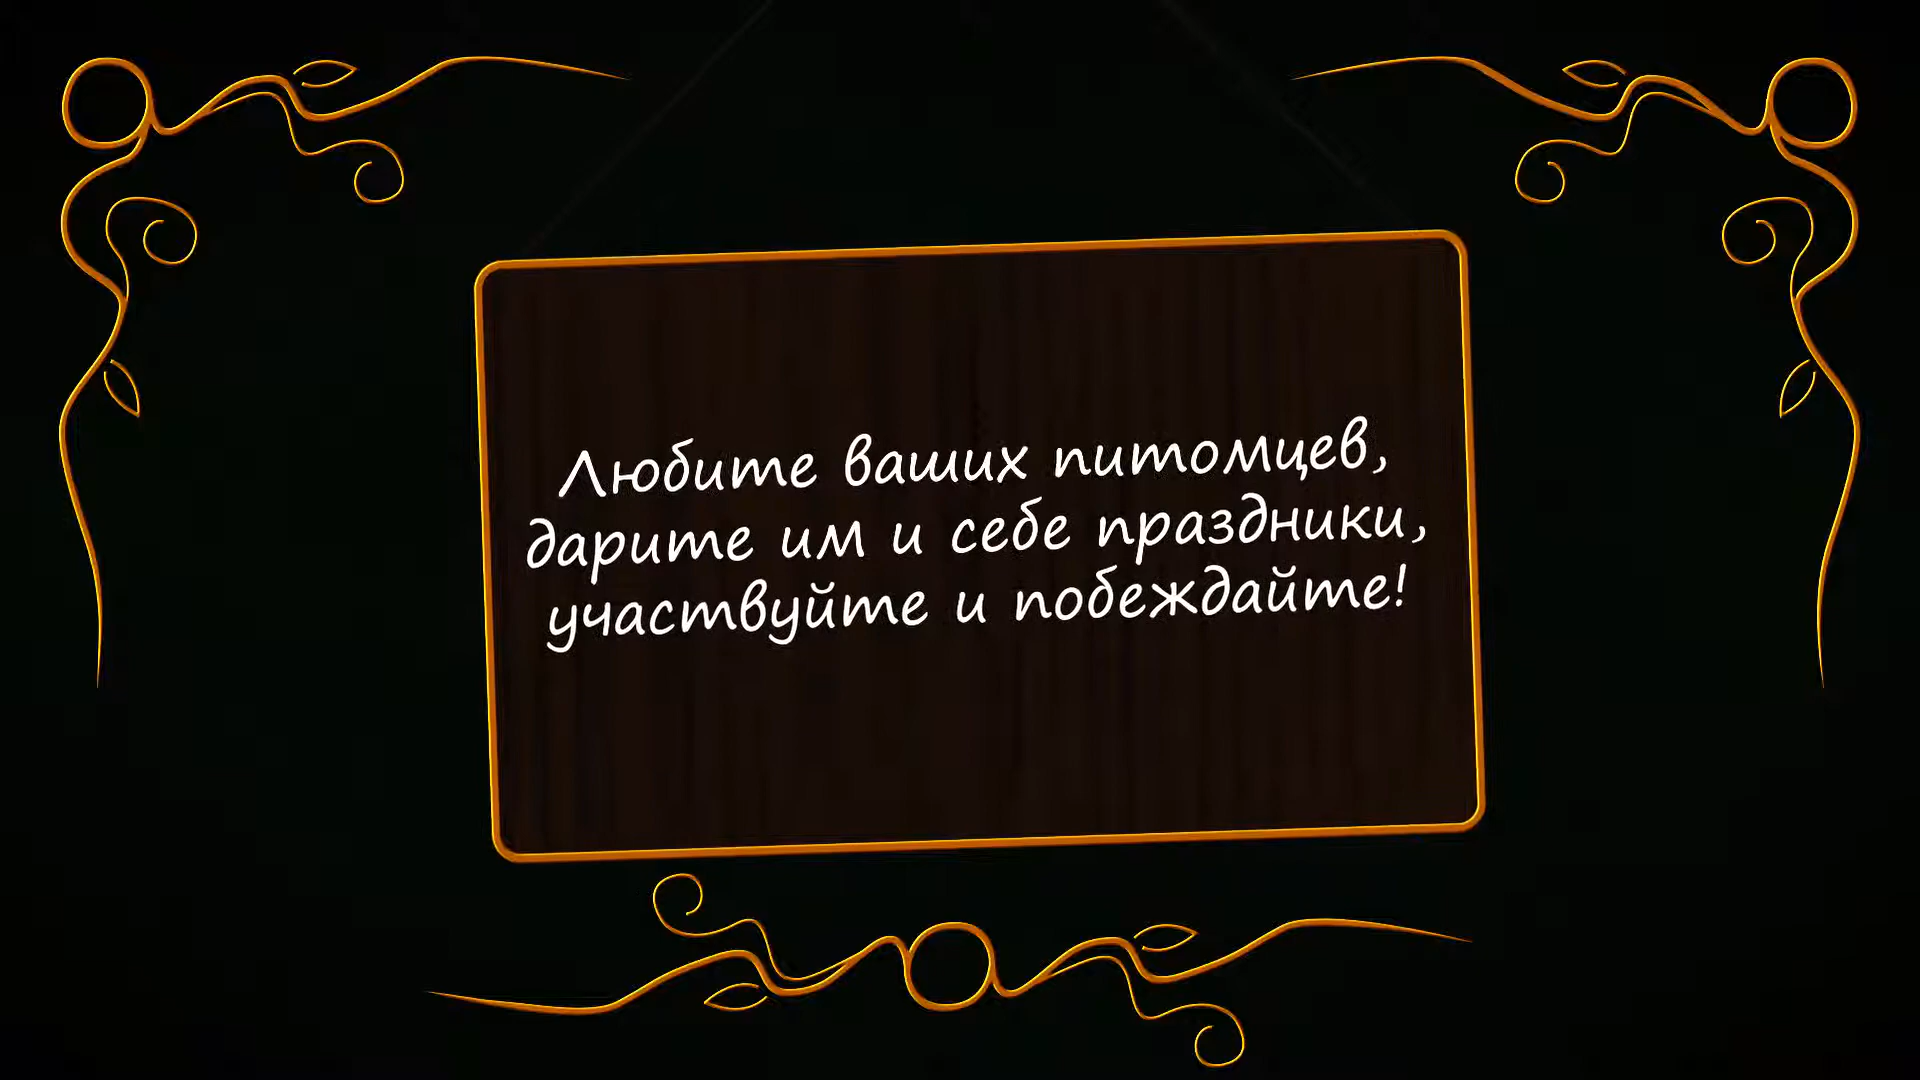 Любите ваших питомцев,
дарите им и себе праздники,
участвуйте и побеждайте!